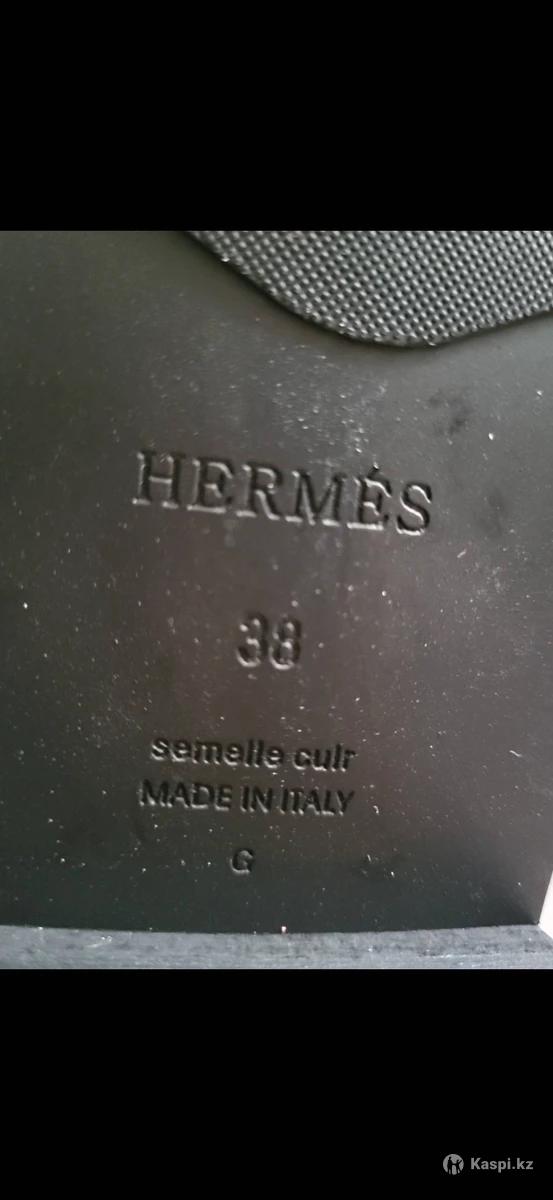 HERMÉS
38
semelle cuir
MADE IN ITALY
G
Kaspi.kz